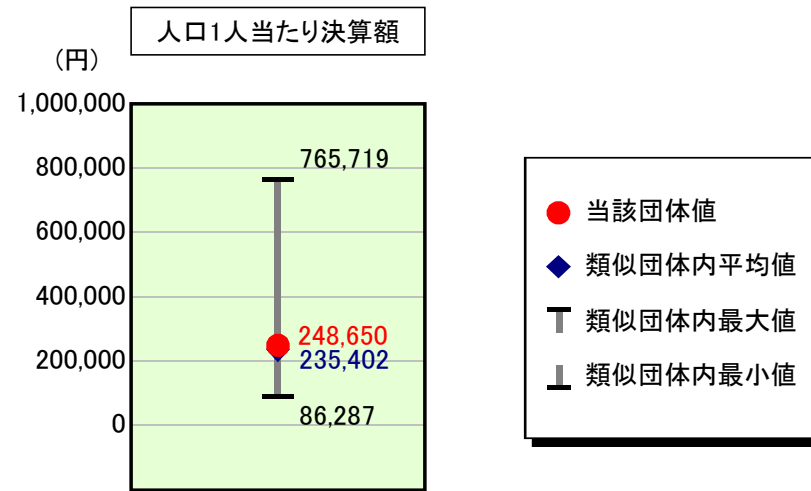 人口1人当たり決算額
(円)
1,000,000
800,000
600,000
400,000
200,000
0
765,719
248,650
235,402
86,287
当該団体値
類似団体内平均値
類似団体内最大値
類似団体内最小値